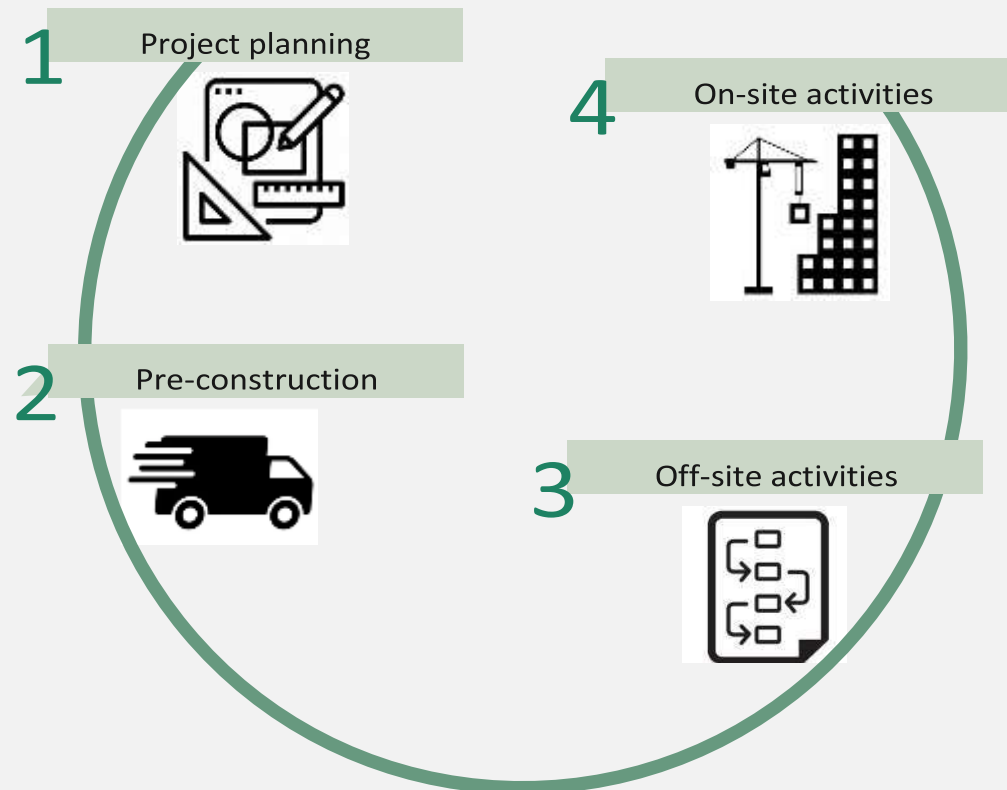 1
Project planning
2
Pre-construction
3
Off-site activities
4
On-site activities